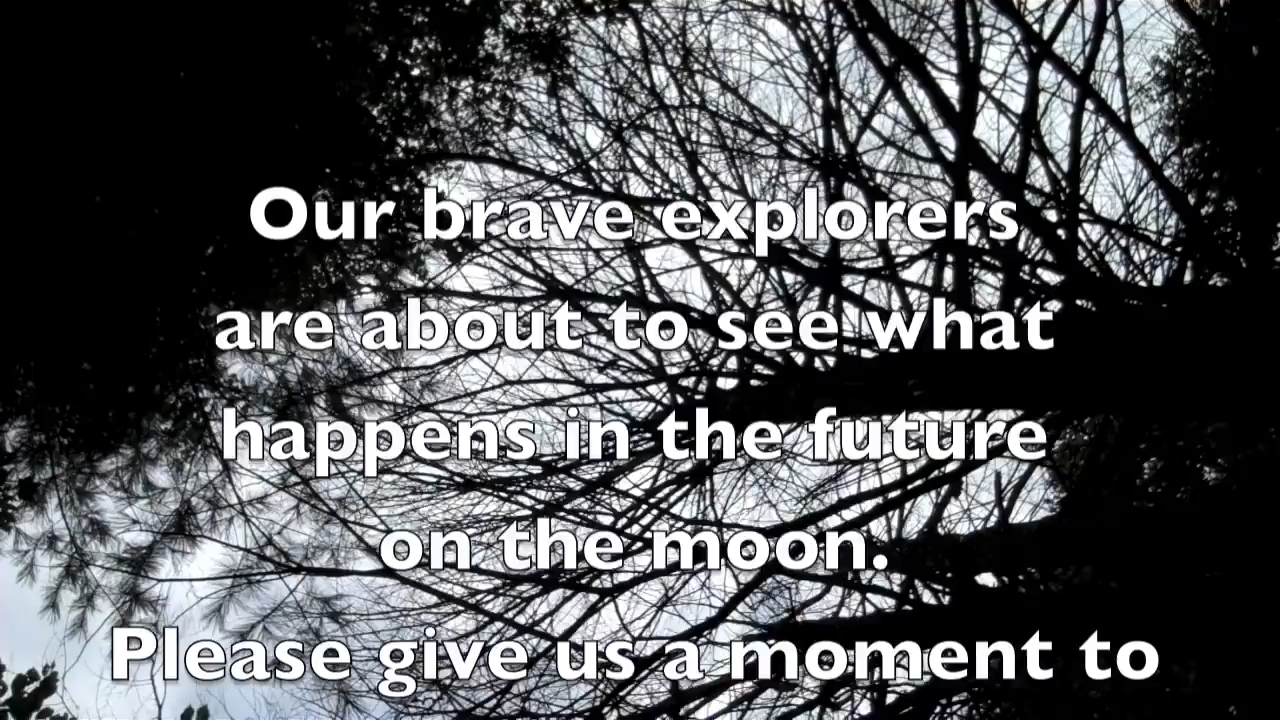 Our brave explorers
are about to see what
happens in the future
on the moon.
Please give us a moment to